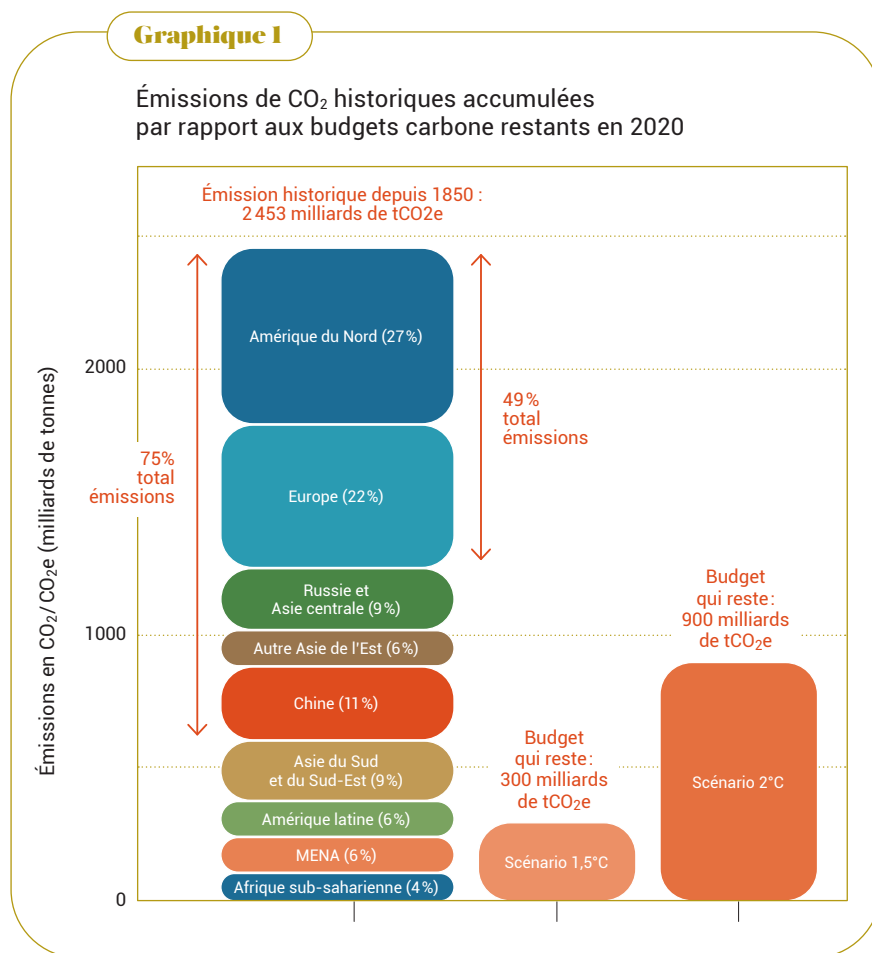 Graphique 1
Émissions de CO₂ historiques accumulées
par rapport aux budgets carbone restants en 2020
Émission historique depuis 1850 :
2 453 milliards de tCO2e
Émissions en CO₂/CO₂e (milliards de tonnes)
2000
1000
0
75%
total
émissions
Amérique du Nord (27%)
Europe (22%)
Russie et
Asie centrale (9%)
Autre Asie de l'Est (6%)
Chine (11%)
Asie du Sud
et du Sud-Est (9%)
Amérique latine (6%)
MENA (6%)
Afrique sub-saharienne (4%)
49%
total
émissions
Budget
qui reste:
300 milliards
de tCO₂e
Scénario 1,5°C
Budget
qui reste:
900 milliards
de tCO₂e
Scénario 2°C